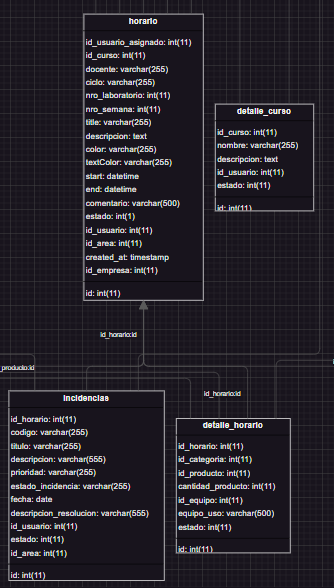 horario
id_usuario_asignado: int(11)
id_curso: int(11)
docente: varchar(255)
ciclo: varchar(255)
nro_laboratorio: int(11)
nro_semana: int(11)
title: varchar(255)
descripcion: text
color: varchar(255)
textColor: varchar(255)
start: datetime
end: datetime
comentario: varchar(500)
estado: int(1)
id_usuario: int(11)
id_area: int(11)
created_at: timestamp
id_empresa: int(11)
id: int(11)
detalle_curso
id_curso: int(11)
nombre: varchar(255)
descripcion: text
id_usuario: int(11)
estado: int(11)
id: int(11)
id_horario:id
_producto:id
id_horario:id
incidencias
id_horario: int(11)
codigo: varchar(255)
titulo: varchar(255)
descripcion: varchar(555)
prioridad: varchar(255)
estado_incidencia: varchar(255)
fecha: date
descripcion_resolucion: varchar(555)
id_usuario: int(11)
estado: int(11)
id_area: int(11)
id: int(11)
detalle_horario
id_horario: int(11)
id_categoria: int(11)
id_producto: int(11)
cantidad_producto: int(11)
id_equipo: int(11)
equipo_uso: varchar(500)
estado: int(11)
id: int(11)